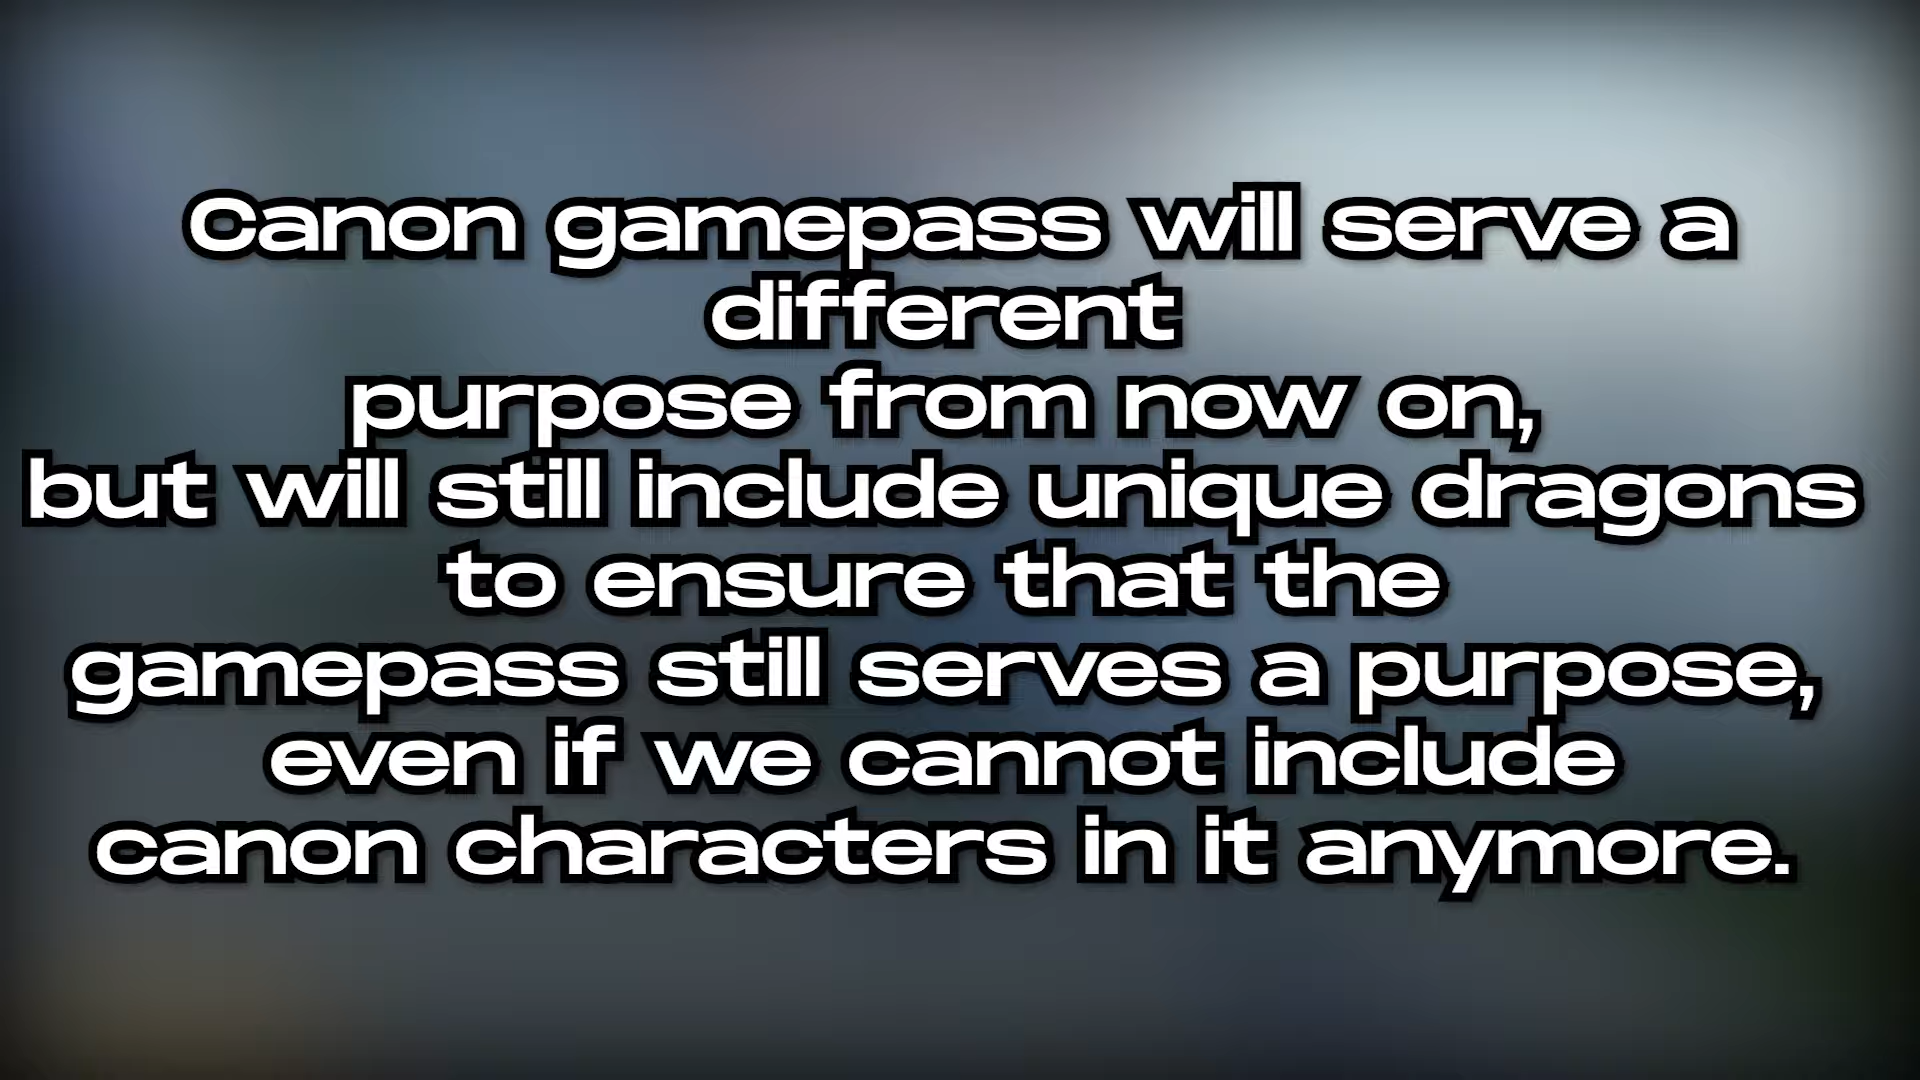 Canon gamepass will serve a
different
purpose from now on,
but will still include unique dragons
to ensure that the
gamepass still serves a purpose,
even if we cannot include
canon characters in it anymore.